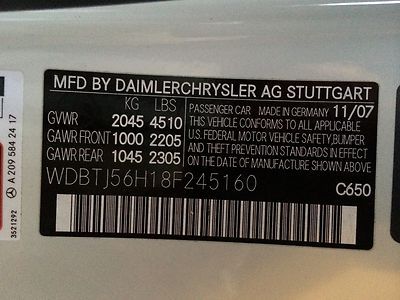 MFD BY DAIMLERCHRYSLER AG STUTTGART
KG LBS
PASSENGER CAR MADE IN GERMANY 11/07
GVWR 2045 4510
GAWR FRONT 1000 2205
GAWR REAR 1045 2305
THIS VEHICLE CONFORMS TO ALL APPLICABLE
U.S. FEDERAL MOTOR VEHICLE SAFETY, BUMPER
AND THEFT PREVENTION STANDARDS IN EFFECT
ON THE DATE OF MANUFACTURE SHOWN ABOVE.
WDBTJ56H18F245160
C650
A 209 584 24 17
3521292